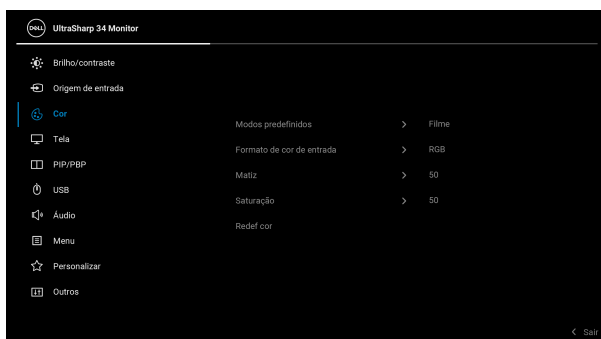 DELL UltraSharp 34 Monitor
Brilho/contraste
Origem de entrada
Cor
Modos predefinidos Filme
Tela
Formato de cor de entrada RGB
PIP/PBP
Matiz 50
USB
Saturação 50
Áudio
Redef cor
Menu
Personalizar
Outros
Sair